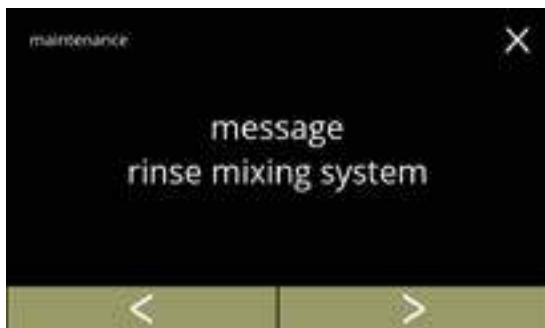 maintenance
message
rinse mixing system
< >